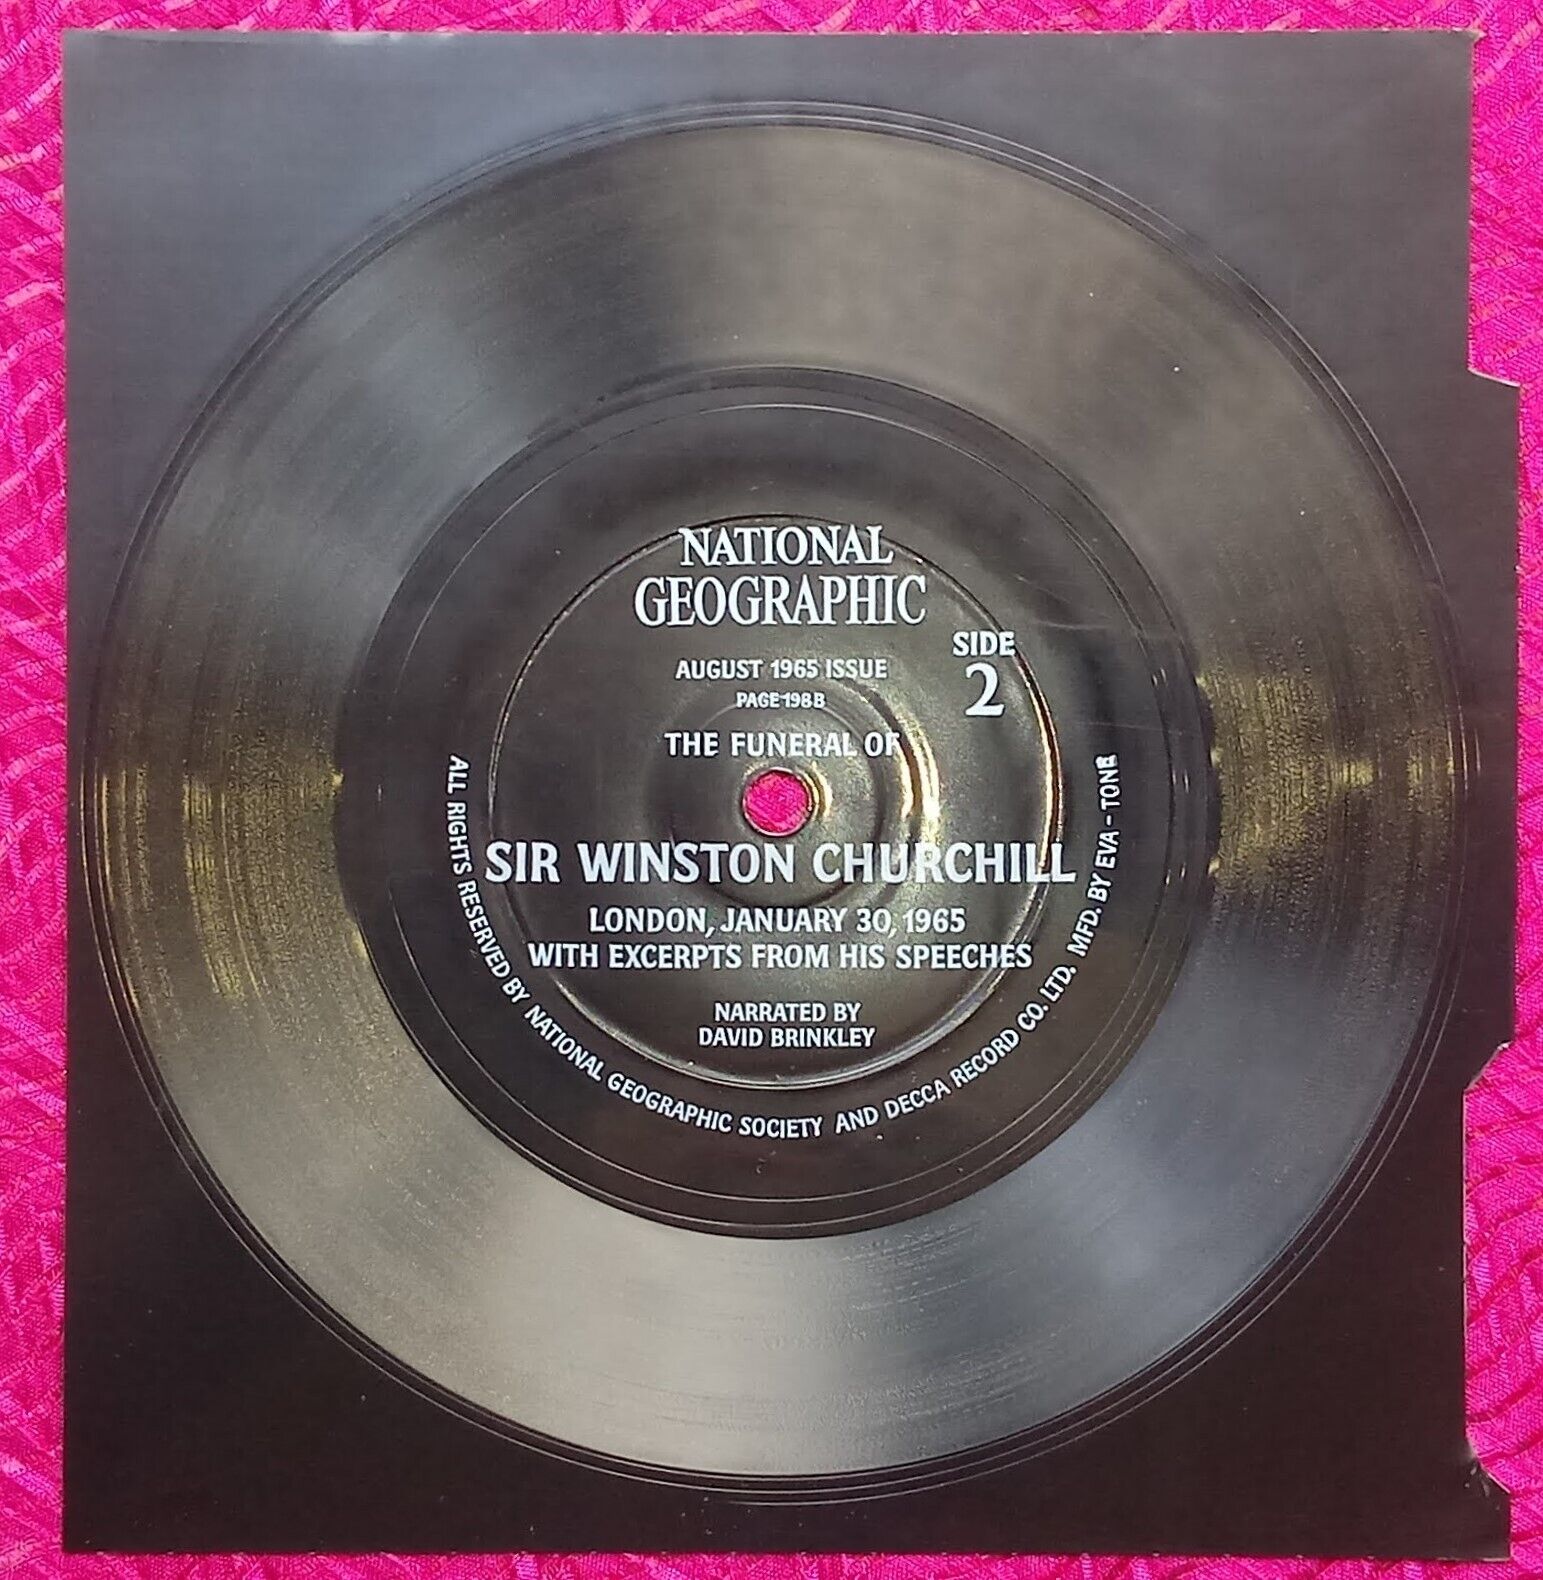 NATIONAL
GEOGRAPHIC
SIDE
2
AUGUST 1965 ISSUE
PAGE 198B
THE FUNERAL OF
SIR WINSTON CHURCHILL
LONDON, JANUARY 30, 1965
WITH EXCERPTS FROM HIS SPEECHES
NARRATED BY
DAVID BRINKLEY
ALL RIGHTS RESERVED BY NATIONAL GEOGRAPHIC SOCIETY AND DECCA RECORD CO. LTD. MFD. BY EVA-TONE